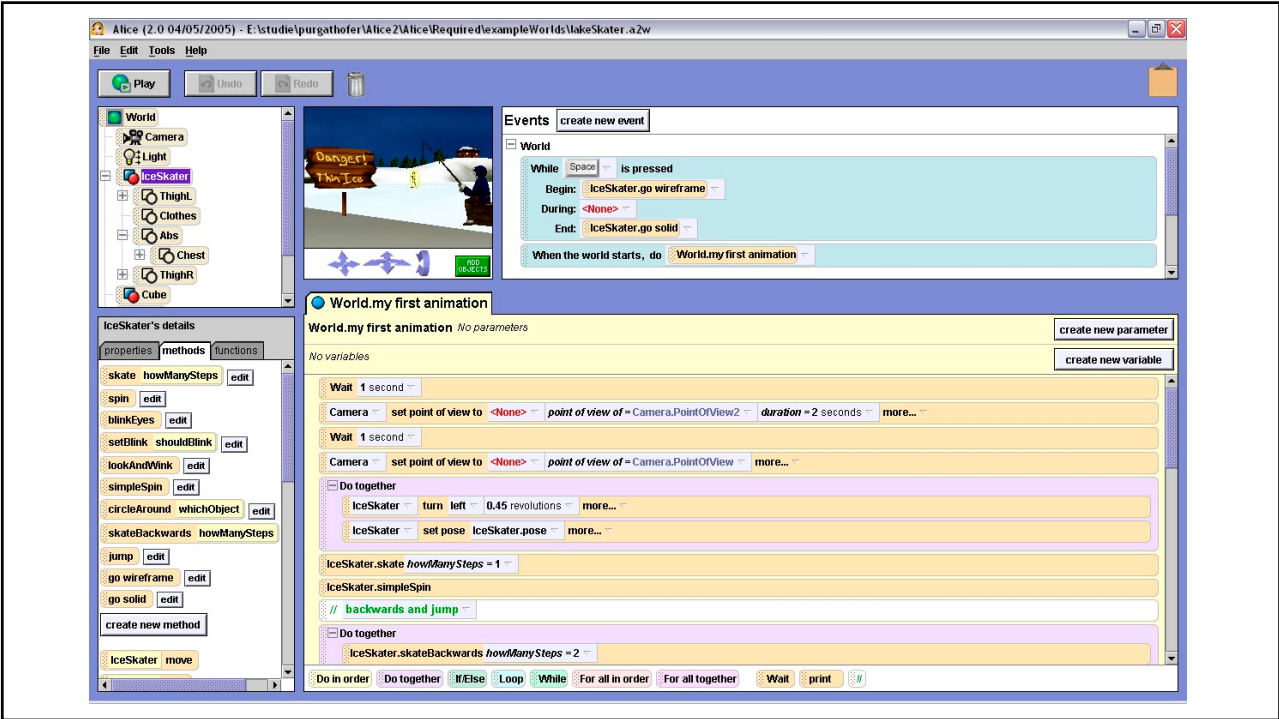 Alice (2.0 04/05/2005) - E:\studie\purgathofer\Alice2\Alice\Required\exampleWorlds\lakeSkater.a2w
File Edit Tools Help
Play Undo Redo
World
Camera
Light
IceSkater
ThighL
Clothes
Abs
Chest
ThighR
Cube
Danger!
Thin Ice
ADD
OBJECTS
Events create new event
World
While Space is pressed
Begin: IceSkater.go wireframe
During: <None>
End: IceSkater.go solid
When the world starts, do World.my first animation
IceSkater's details
properties methods functions
skate howManySteps edit
spin edit
blinkEyes edit
setBlink shouldBlink edit
lookAndWink edit
simpleSpin edit
circleAround whichObject edit
skateBackwards howManySteps
jump edit
go wireframe edit
go solid edit
create new method
IceSkater move
World.my first animation
World.my first animation No parameters create new parameter
No variables create new variable
Wait 1 second
Camera set point of view to <None> point of view of = Camera.PointOfView2 duration = 2 seconds more...
Wait 1 second
Camera set point of view to <None> point of view of = Camera.PointOfView more...
Do together
IceSkater turn left 0.45 revolutions more...
IceSkater set pose IceSkater.pose more...
IceSkater.skate howManySteps = 1
IceSkater.simpleSpin
// backwards and jump
Do together
IceSkater.skateBackwards howManySteps = 2
Do in order Do together If/Else Loop While For all in order For all together Wait print //